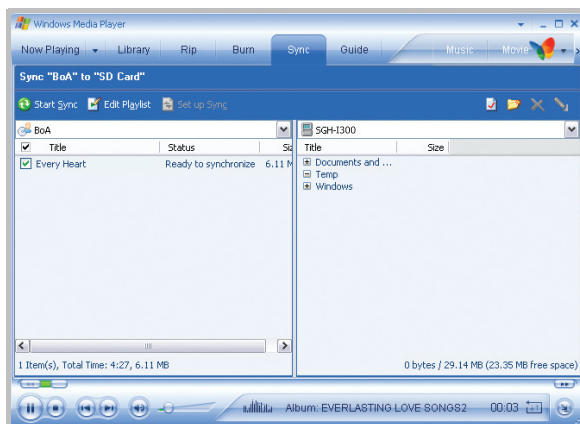 Windows Media Player
Now Playing Library Rip Burn Sync Guide Music Movie
Sync "BoA" to "SD Card"
Start Sync Edit Playlist Set up Sync
BoA SGH-I300
Title Status Siz Title Size
Every Heart Ready to synchronize 6.11 M Documents and ...
Temp
Windows
1 Item(s), Total Time: 4:27, 6.11 MB 0 bytes / 29.14 MB (23.35 MB free space)
Album: EVERLASTING LOVE SONGS2 00:03